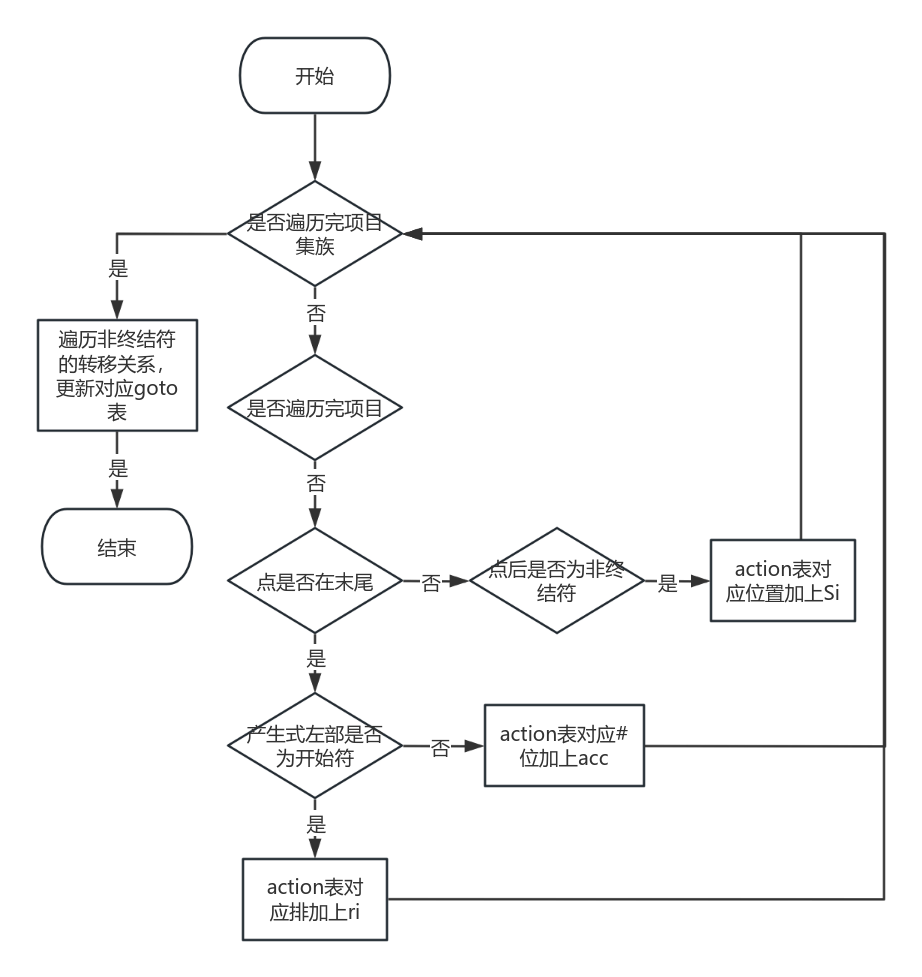 开始
是否遍历完项目
集族
是
否
遍历非终结符
的转移关系，
更新对应goto
表
是否遍历完项目
是
否
结束
点是否在末尾
否
点后是否为非终
结符
是
action表对
应位置加上Si
是
产生式左部是否
为开始符
否
action表对应#
位加上acc
是
action表对
应排加上ri